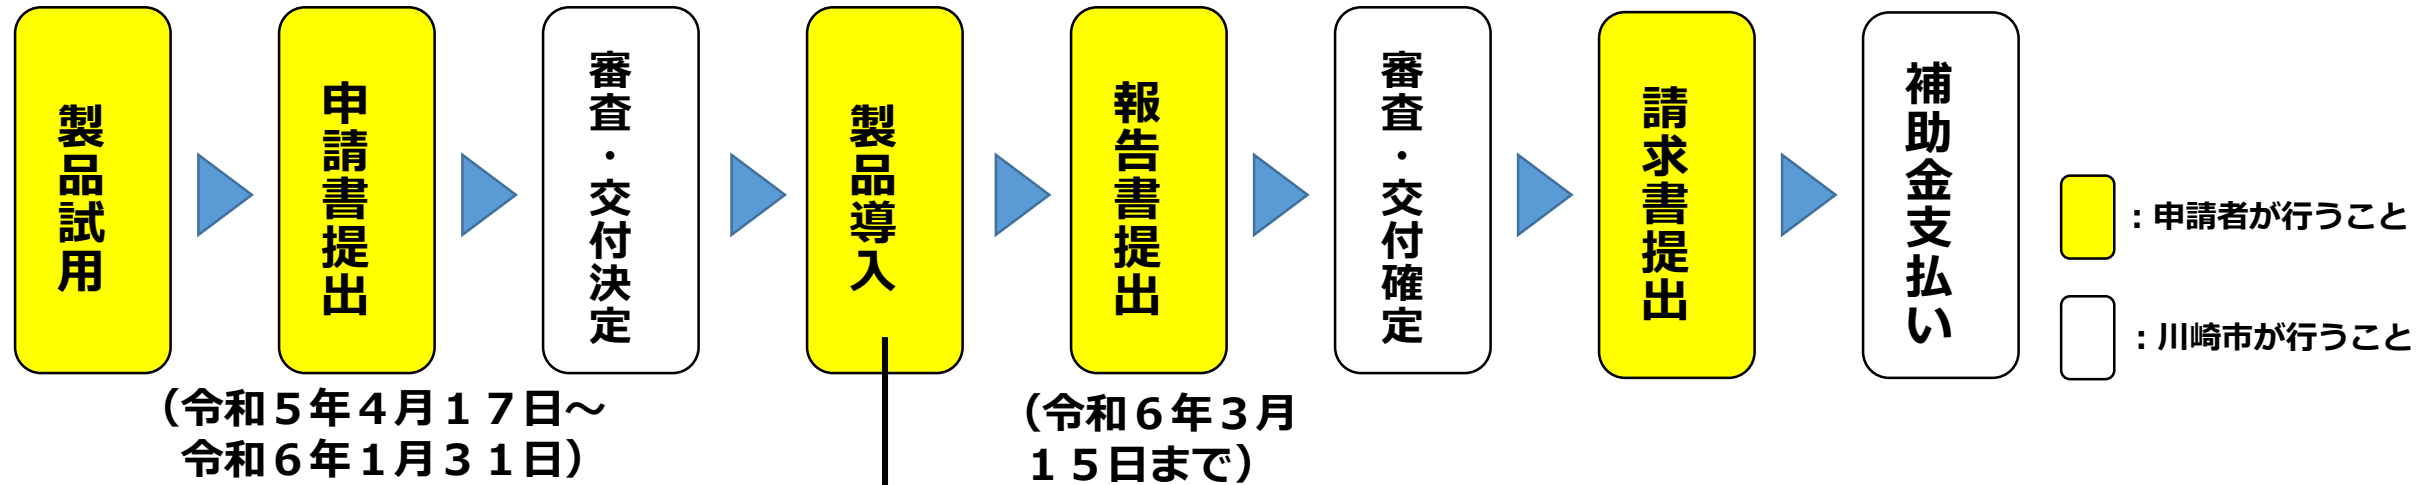 製品試用
申請書提出
審査・交付決定
製品導入
報告書提出
審査・交付確定
請求書提出
補助金支払い
：申請者が行うこと
：川崎市が行うこと
（令和５年４月１７日～
令和６年１月３１日）
（令和６年３月
１５日まで）